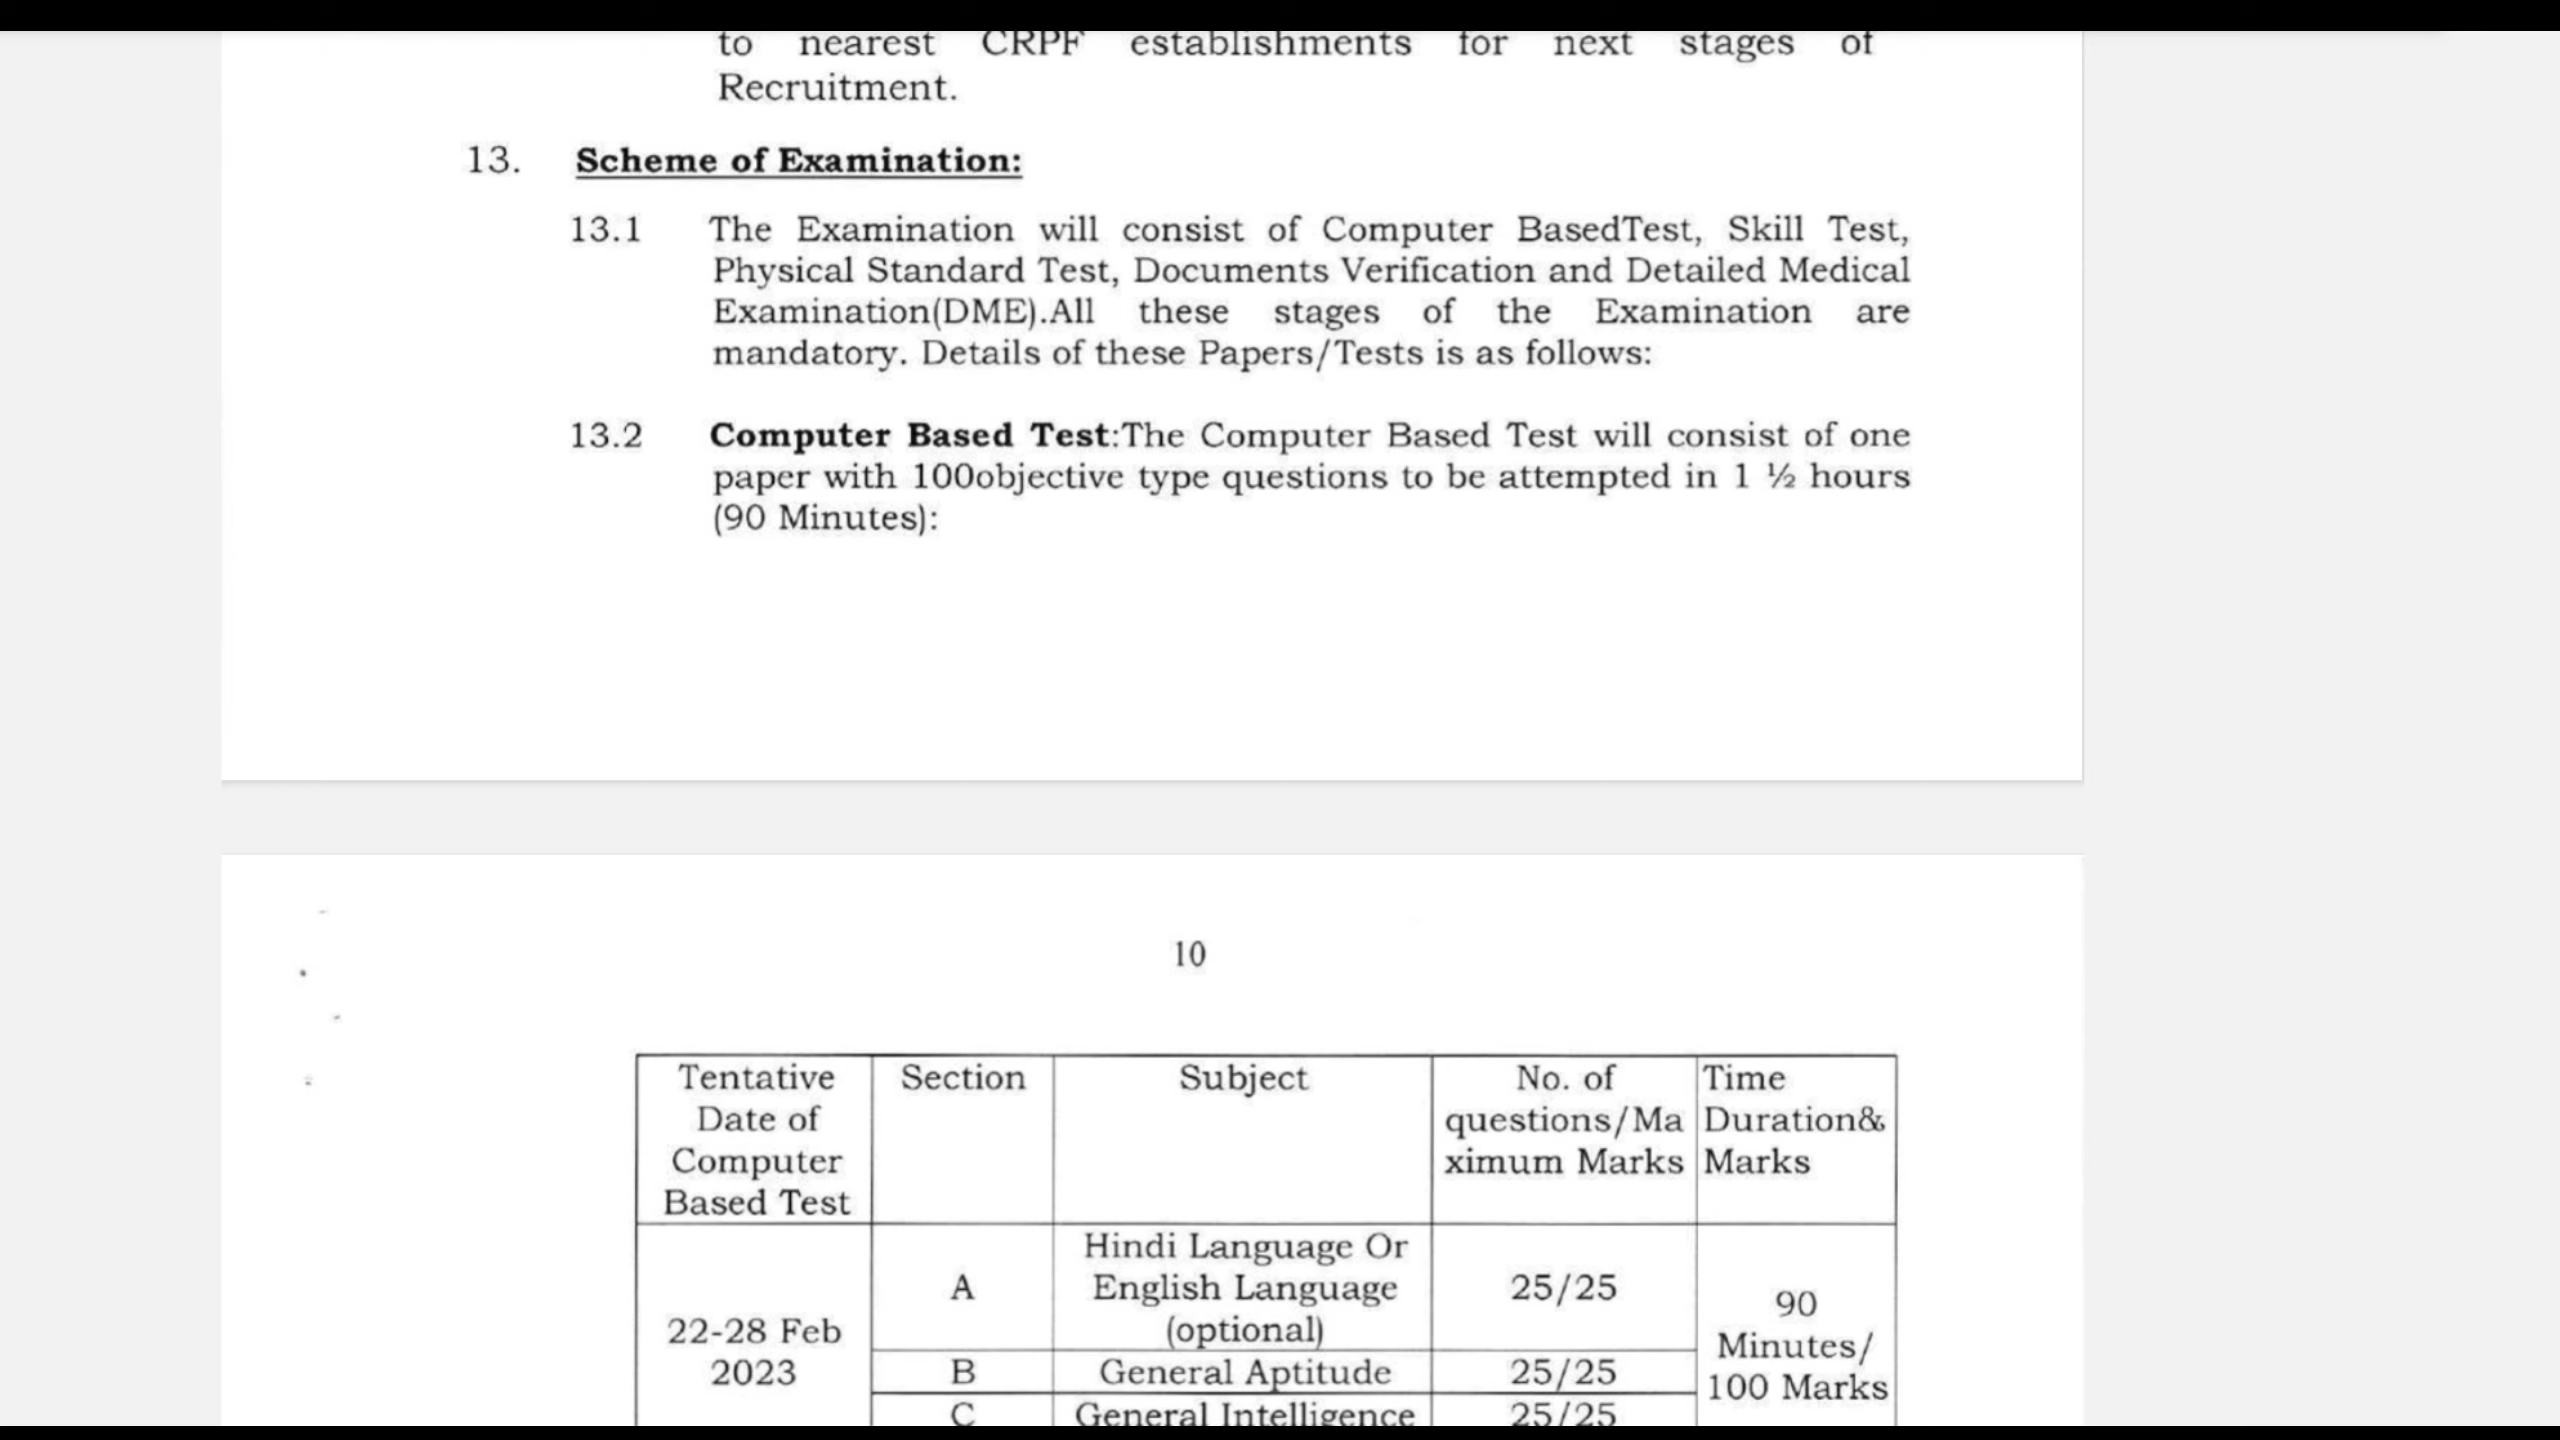 to nearest CRPF establishments for next stages of
Recruitment.
13. Scheme of Examination:
13.1 The Examination will consist of Computer BasedTest, Skill Test,
Physical Standard Test, Documents Verification and Detailed Medical
Examination(DME).All these stages of the Examination are
mandatory. Details of these Papers/Tests is as follows:
13.2 Computer Based Test:The Computer Based Test will consist of one
paper with 100objective type questions to be attempted in 1 ½ hours
(90 Minutes):
10
Tentative
Date of
Computer
Based Test
Section
Subject
No. of
questions/Ma
ximum Marks
Time
Duration&
Marks
22-28 Feb
2023
A
Hindi Language Or
English Language
(optional)
25/25
90
Minutes/
100 Marks
B
General Aptitude
25/25
C
General Intelligence
25/25